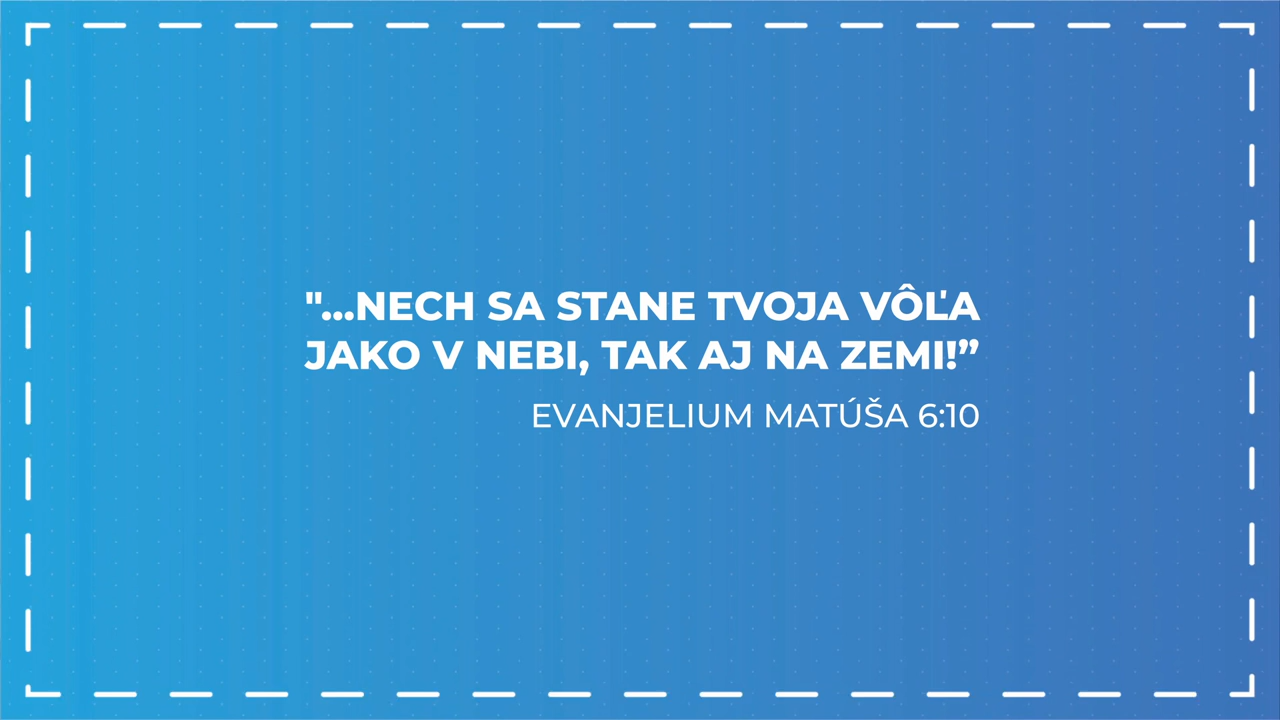 "...NECH SA STANE TVOJA VÔĽA
JAKO V NEBI, TAK AJ NA ZEMI!”
EVANJELIUM MATÚŠA 6:10